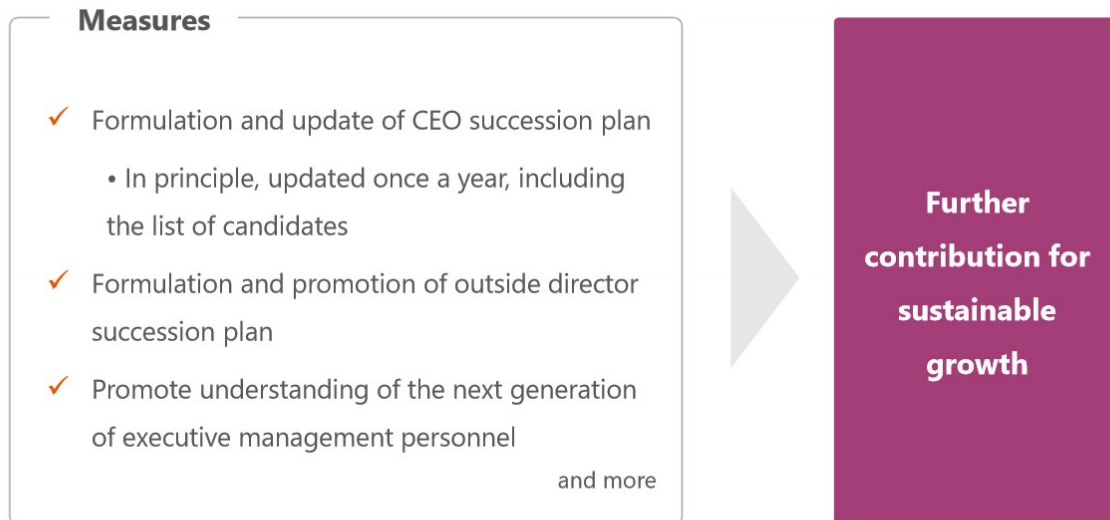 Measures
✓ Formulation and update of CEO succession plan
• In principle, updated once a year, including
the list of candidates
✓ Formulation and promotion of outside director
succession plan
✓ Promote understanding of the next generation
of executive management personnel
and more
Further
contribution for
sustainable
growth